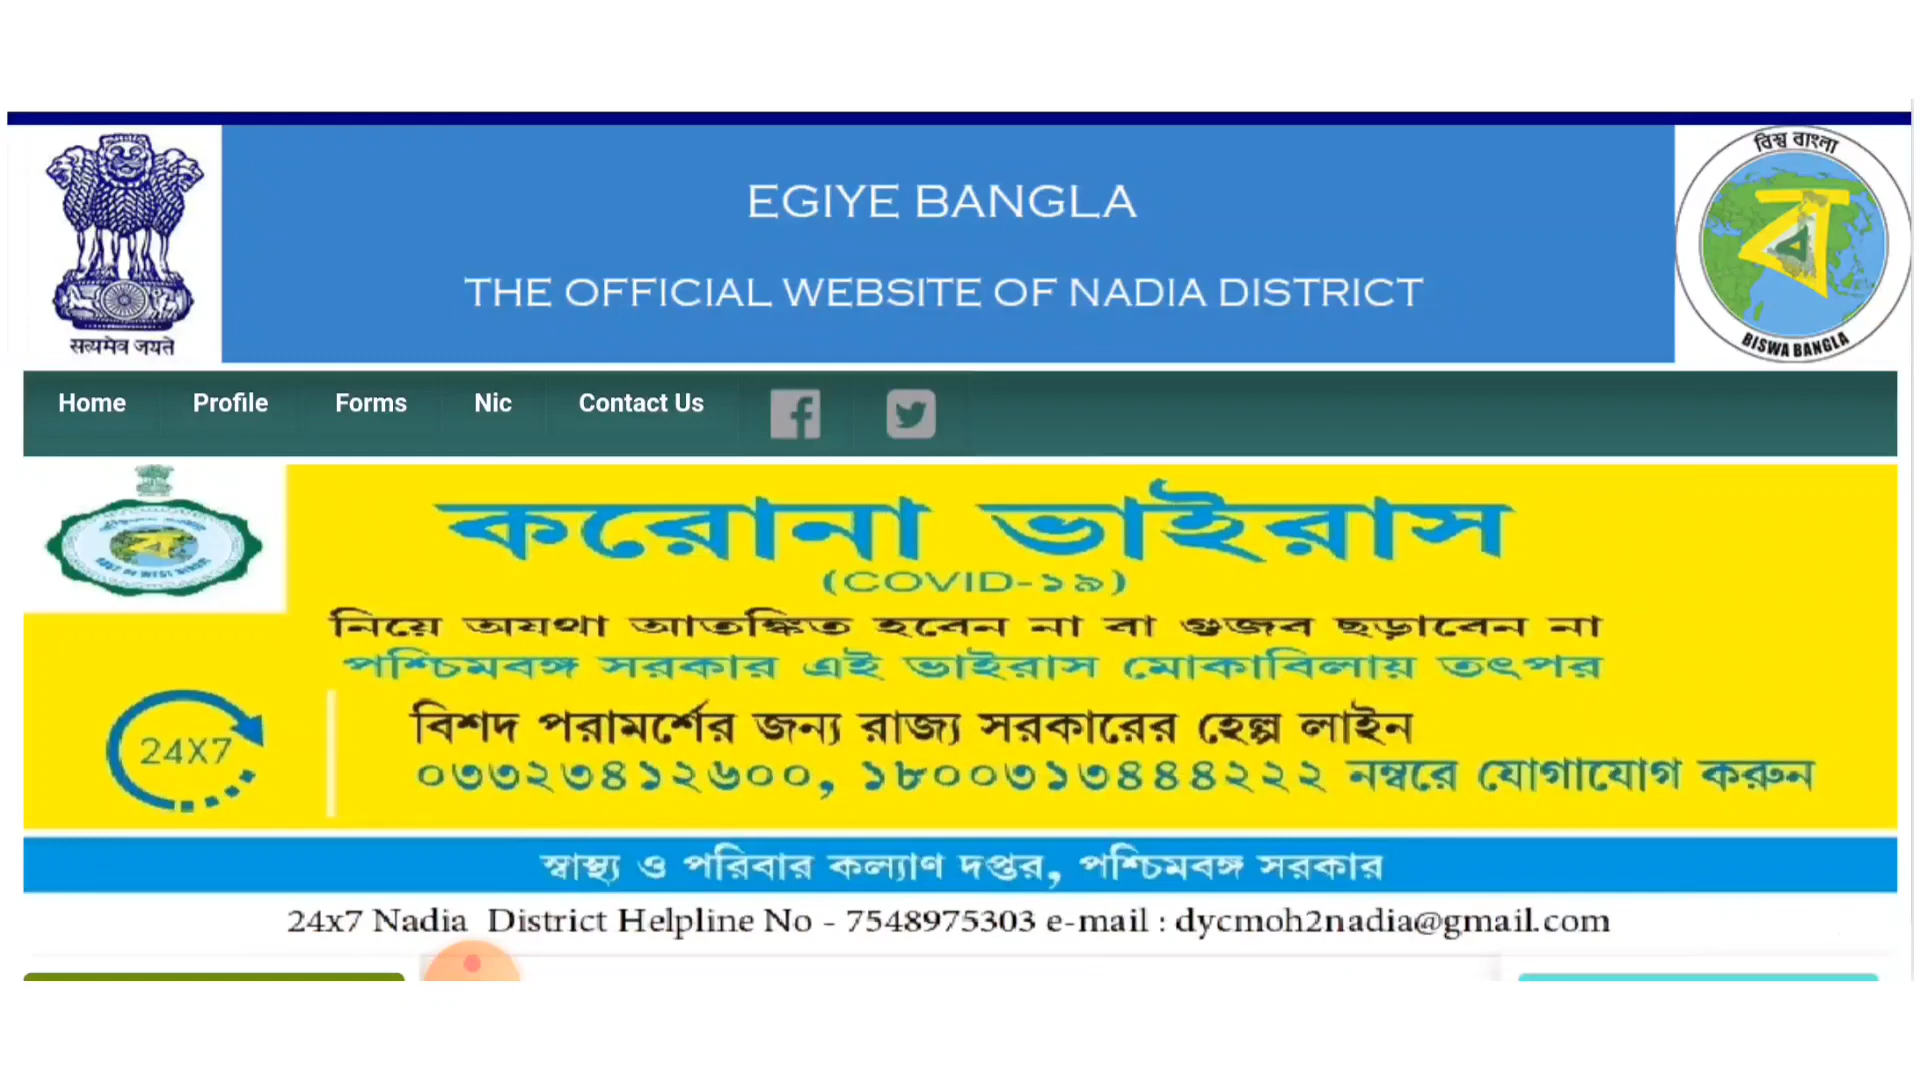 EGIYE BANGLA
THE OFFICIAL WEBSITE OF NADIA DISTRICT
सत्यमेव जयते
বিশ্ব বাংলা
ব
BISWA BANGLA
Home Profile Forms Nic Contact Us
করোনা ভাইরাস
(COVID-১৯)
নিয়ে অযথা আতঙ্কিত হবেন না বা গুজব ছড়াবেন না
পশ্চিমবঙ্গ সরকার এই ভাইরাস মোকাবিলায় তৎপর
24X7
বিশদ পরামর্শের জন্য রাজ্য সরকারের হেল্প লাইন
০৩৩২৩৪১২৬০০, ১৮০০৩১৩৪৪৪২২২ নম্বরে যোগাযোগ করুন
স্বাস্থ্য ও পরিবার কল্যাণ দপ্তর, পশ্চিমবঙ্গ সরকার
24x7 Nadia District Helpline No - 7548975303 e-mail : dycmoh2nadia@gmail.com